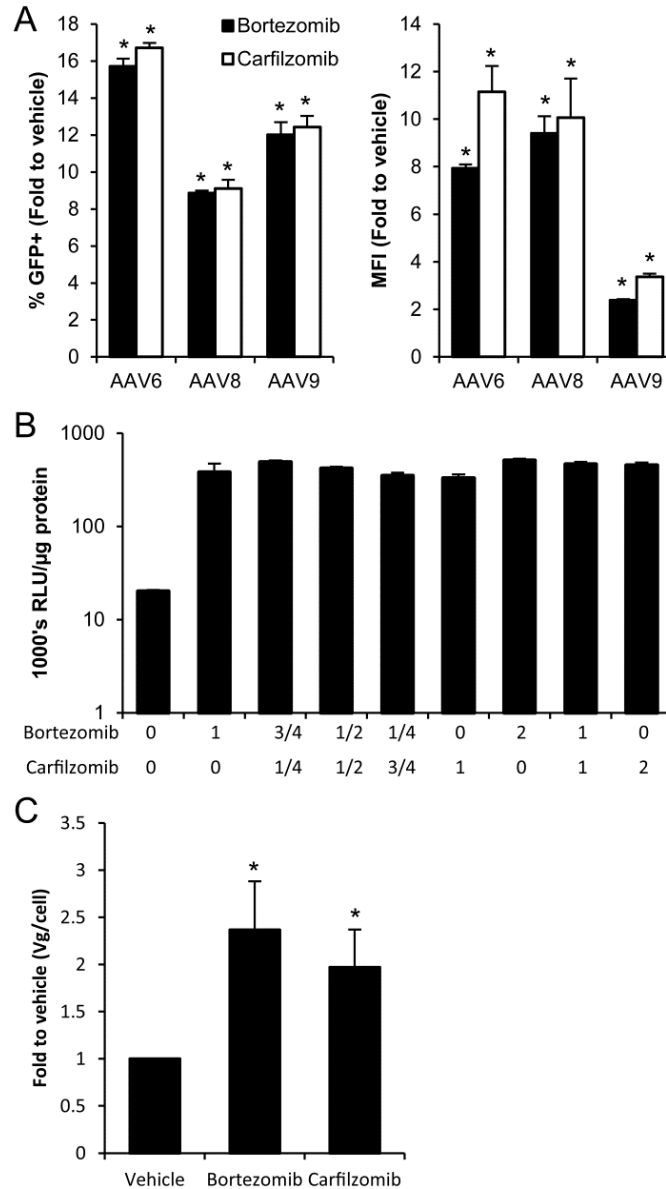 A
Bortezomib
Carfilzomib
% GFP+ (Fold to vehicle)
18
16
14
12
10
8
6
4
2
0
* * * * * *
AAV6 AAV8 AAV9
MFI (Fold to vehicle)
14
12
10
8
6
4
2
0
* * * * * *
AAV6 AAV8 AAV9
B
1000's RLU/µg protein
1000
100
10
1
Bortezomib 0 1 3/4 1/2 1/4 0 2 1 0
Carfilzomib 0 0 1/4 1/2 3/4 1 0 1 2
C
Fold to vehicle (Vg/cell)
3.5
3
2.5
2
1.5
1
0.5
0
* *
Vehicle Bortezomib Carfilzomib